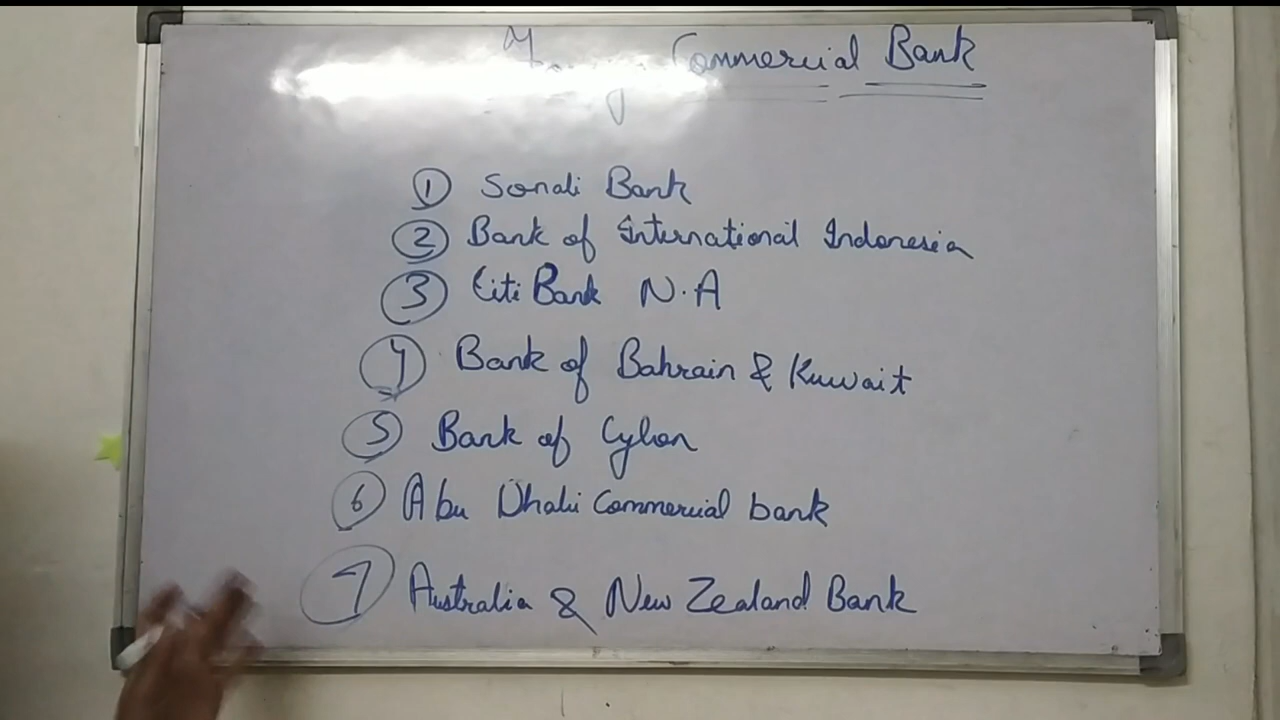 Foreign Commercial Bank
1 Sonali Bank
2 Bank of International Indonesia
3 Citi Bank N.A
4 Bank of Bahrain & Kuwait
5 Bank of Cylon
6 Abu Dhabi Commercial bank
7 Australia & New Zealand Bank